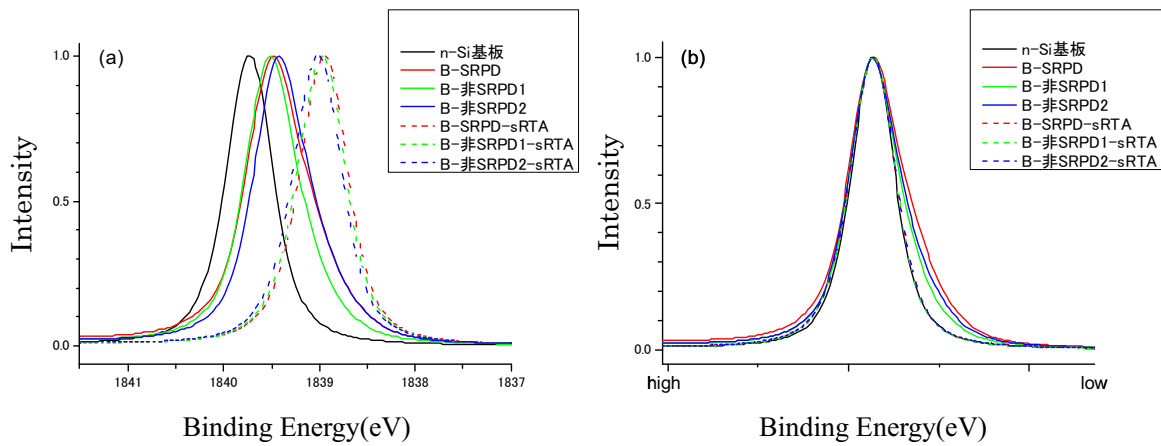 (a)
n-Si基板
B-SRPD
B-非SRPD1
B-非SRPD2
B-SRPD-sRTA
B-非SRPD1-sRTA
B-非SRPD2-sRTA
1.0
0.5
0.0
Intensity
1841
1840
1839
1838
1837
Binding Energy(eV)
(b)
n-Si基板
B-SRPD
B-非SRPD1
B-非SRPD2
B-SRPD-sRTA
B-非SRPD1-sRTA
B-非SRPD2-sRTA
1.0
0.5
0.0
Intensity
high
low
Binding Energy(eV)